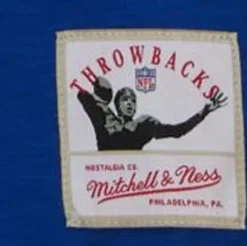 THROWBACKS
NFL
NOSTALGIA CO.
Mitchell & Ness
PHILADELPHIA, PA.